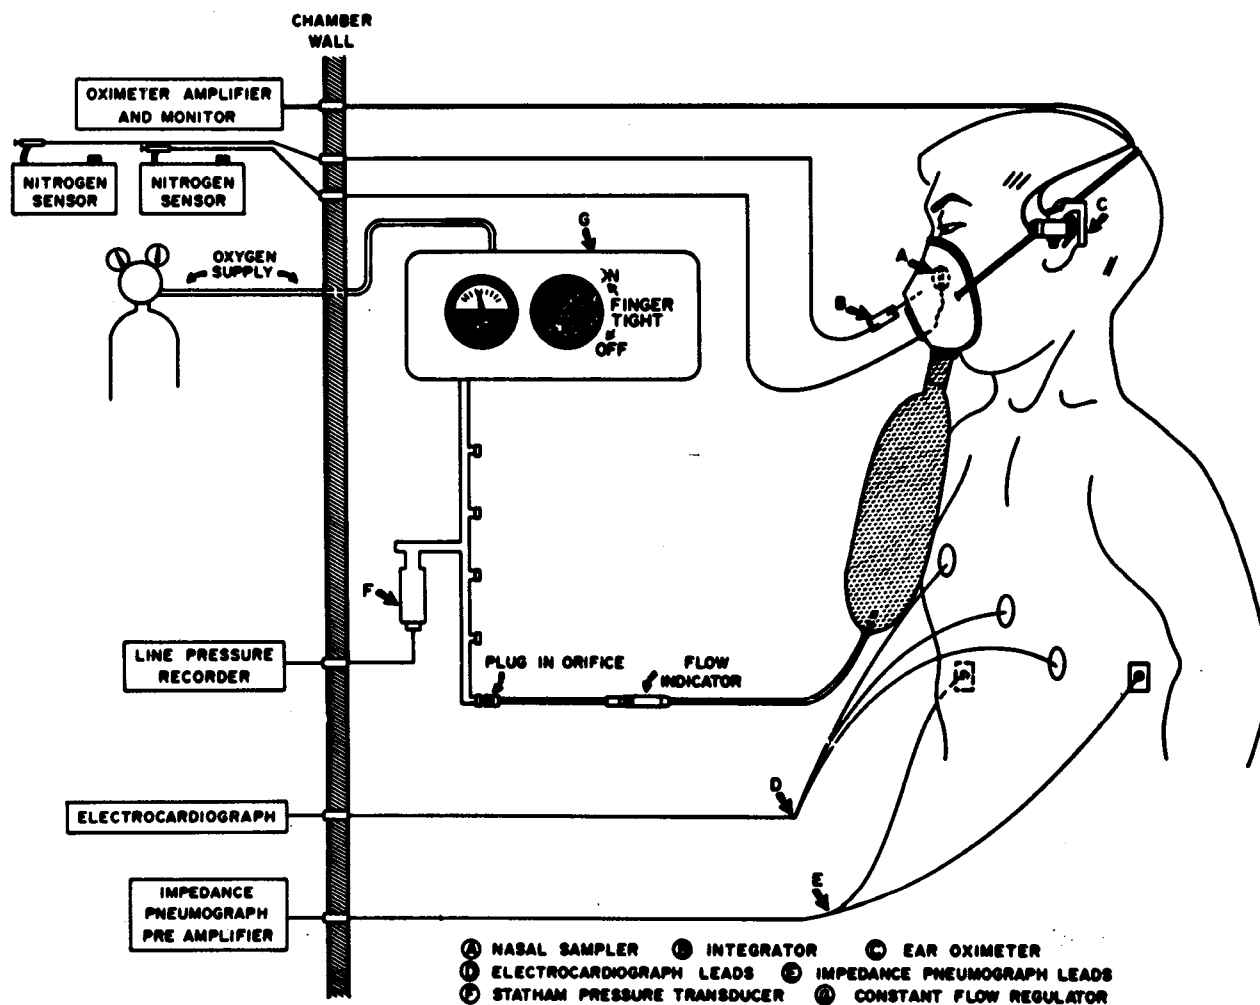 CHAMBER
WALL
OXIMETER AMPLIFIER
AND MONITOR
NITROGEN
SENSOR
NITROGEN
SENSOR
OXYGEN
SUPPLY
G
ON
FINGER
TIGHT
OFF
A
B
C
F
LINE PRESSURE
RECORDER
PLUG IN ORIFICE
FLOW
INDICATOR
D
ELECTROCARDIOGRAPH
E
IMPEDANCE
PNEUMOGRAPH
PRE AMPLIFIER
A NASAL SAMPLER B INTEGRATOR C EAR OXIMETER
D ELECTROCARDIOGRAPH LEADS E IMPEDANCE PNEUMOGRAPH LEADS
F STATHAM PRESSURE TRANSDUCER G CONSTANT FLOW REGULATOR